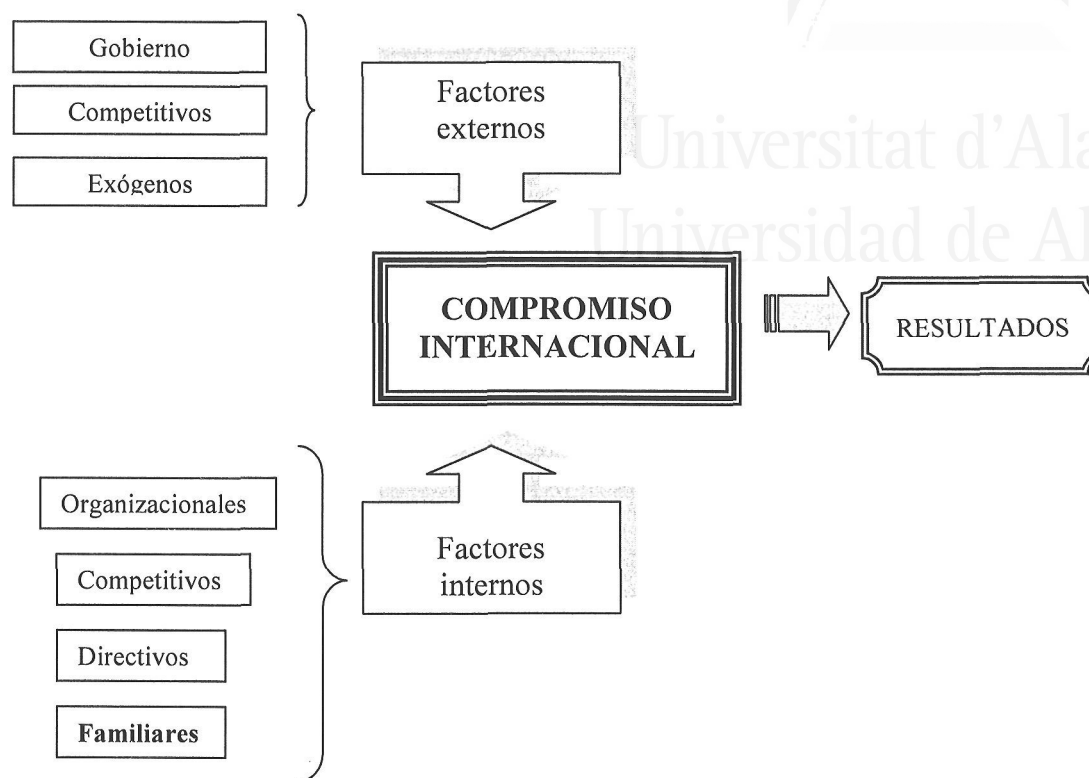 Gobierno
Competitivos
Exógenos
Factores
externos
Universitat d'Ala
Universidad de Al
COMPROMISO
INTERNACIONAL
RESULTADOS
Organizacionales
Competitivos
Directivos
Familiares
Factores
internos